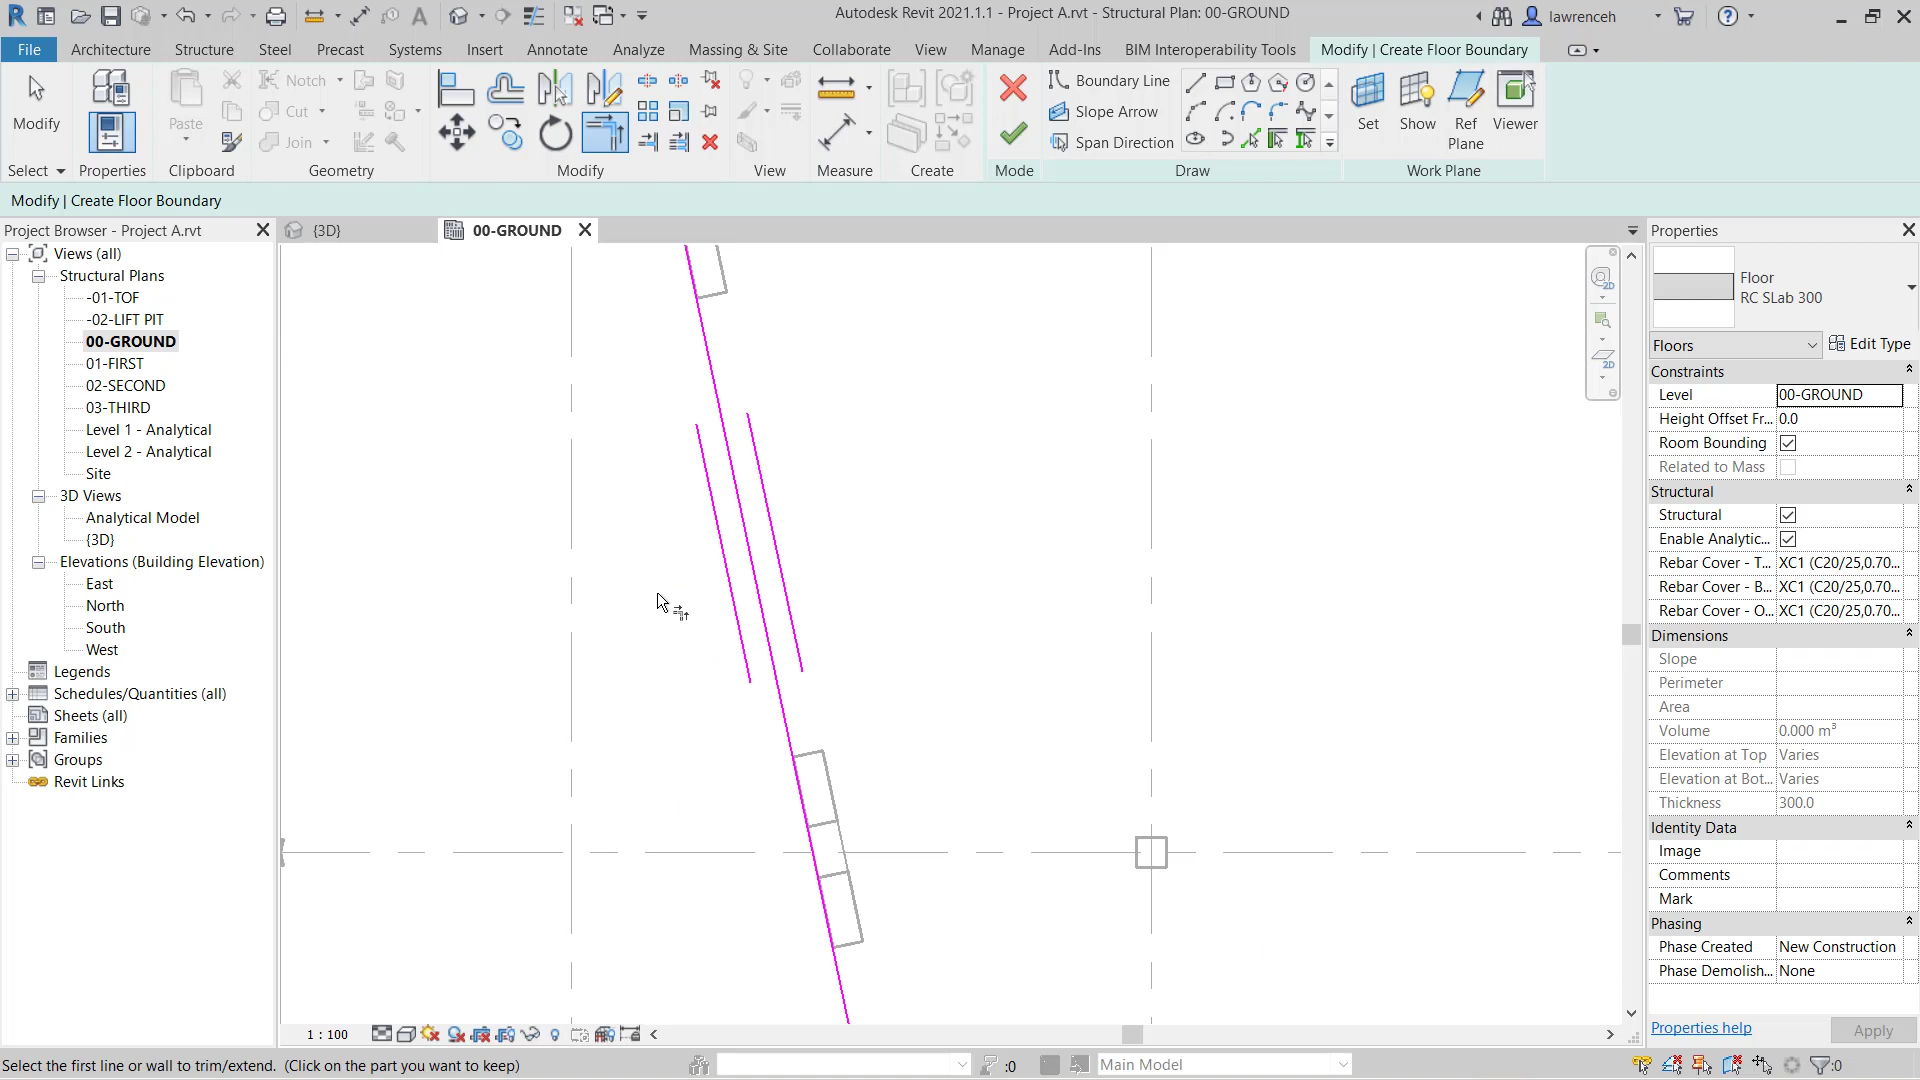 Autodesk Revit 2021.1.1 - Project A.rvt - Structural Plan: 00-GROUND
lawrenceh
File
Architecture
Structure
Steel
Precast
Systems
Insert
Annotate
Analyze
Massing & Site
Collaborate
View
Manage
Add-Ins
BIM Interoperability Tools
Modify | Create Floor Boundary
Modify
Paste
Notch
Cut
Join
Boundary Line
Slope Arrow
Span Direction
Set
Show
Ref
Plane
Viewer
Select
Properties
Clipboard
Geometry
Modify
View
Measure
Create
Mode
Draw
Work Plane
Modify | Create Floor Boundary
Project Browser - Project A.rvt
{3D}
00-GROUND
Properties
Views (all)
Structural Plans
-01-TOF
-02-LIFT PIT
00-GROUND
01-FIRST
02-SECOND
03-THIRD
Level 1 - Analytical
Level 2 - Analytical
Site
3D Views
Analytical Model
{3D}
Elevations (Building Elevation)
East
North
South
West
Legends
Schedules/Quantities (all)
Sheets (all)
Families
Groups
Revit Links
2D
2D
Floor
RC SLab 300
Floors
Edit Type
Constraints
Level 00-GROUND
Height Offset Fr... 0.0
Room Bounding
Related to Mass
Structural
Structural
Enable Analytic...
Rebar Cover - T... XC1 (C20/25,0.70...
Rebar Cover - B... XC1 (C20/25,0.70...
Rebar Cover - O... XC1 (C20/25,0.70...
Dimensions
Slope
Perimeter
Area
Volume 0.000 m³
Elevation at Top Varies
Elevation at Bot... Varies
Thickness 300.0
Identity Data
Image
Comments
Mark
Phasing
Phase Created New Construction
Phase Demolish... None
Properties help
Apply
1 : 100
Select the first line or wall to trim/extend. (Click on the part you want to keep)
:0
Main Model
:0